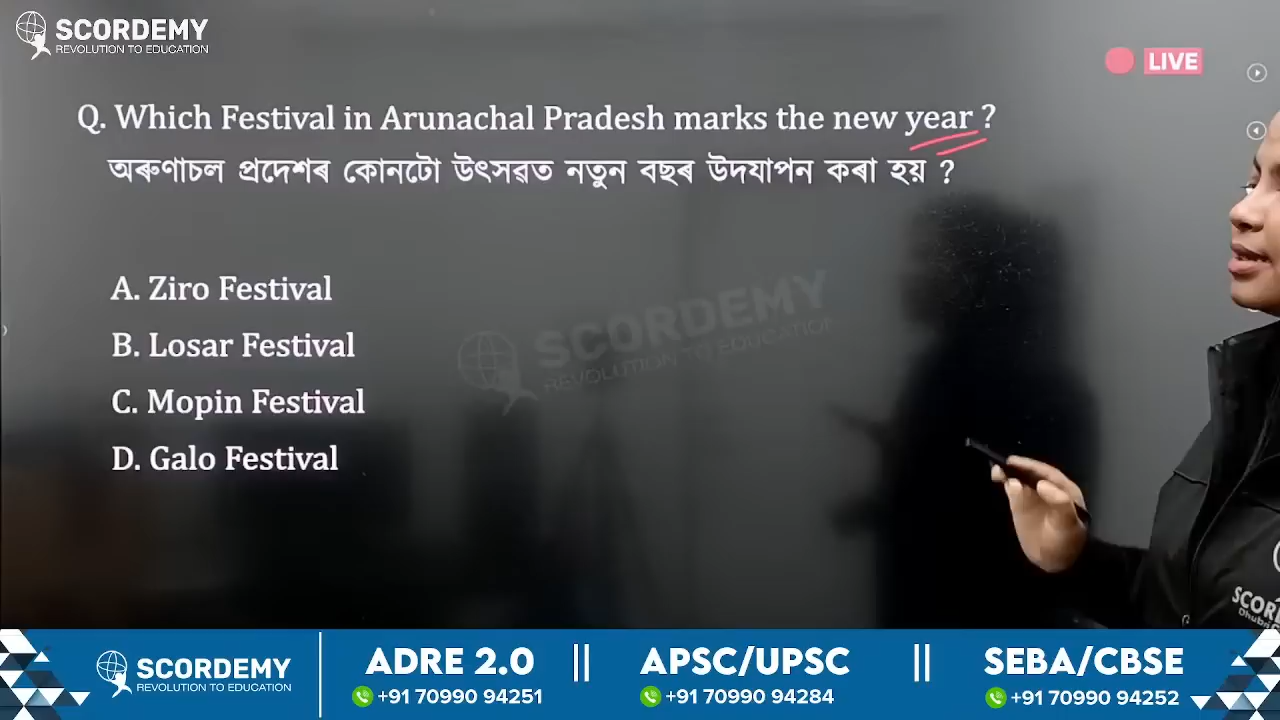 SCORDEMY
REVOLUTION TO EDUCATION
LIVE
Q. Which Festival in Arunachal Pradesh marks the new year ?
অৰুণাচল প্ৰদেশৰ কোনটো উৎসৱত নতুন বছৰ উদযাপন কৰা হয় ?
A. Ziro Festival
B. Losar Festival
C. Mopin Festival
D. Galo Festival
SCORDEMY
REVOLUTION TO EDUCATION
SCORDEMY
REVOLUTION TO EDUCATION
ADRE 2.0 || APSC/UPSC || SEBA/CBSE
+91 70990 94251 +91 70990 94284 +91 70990 94252